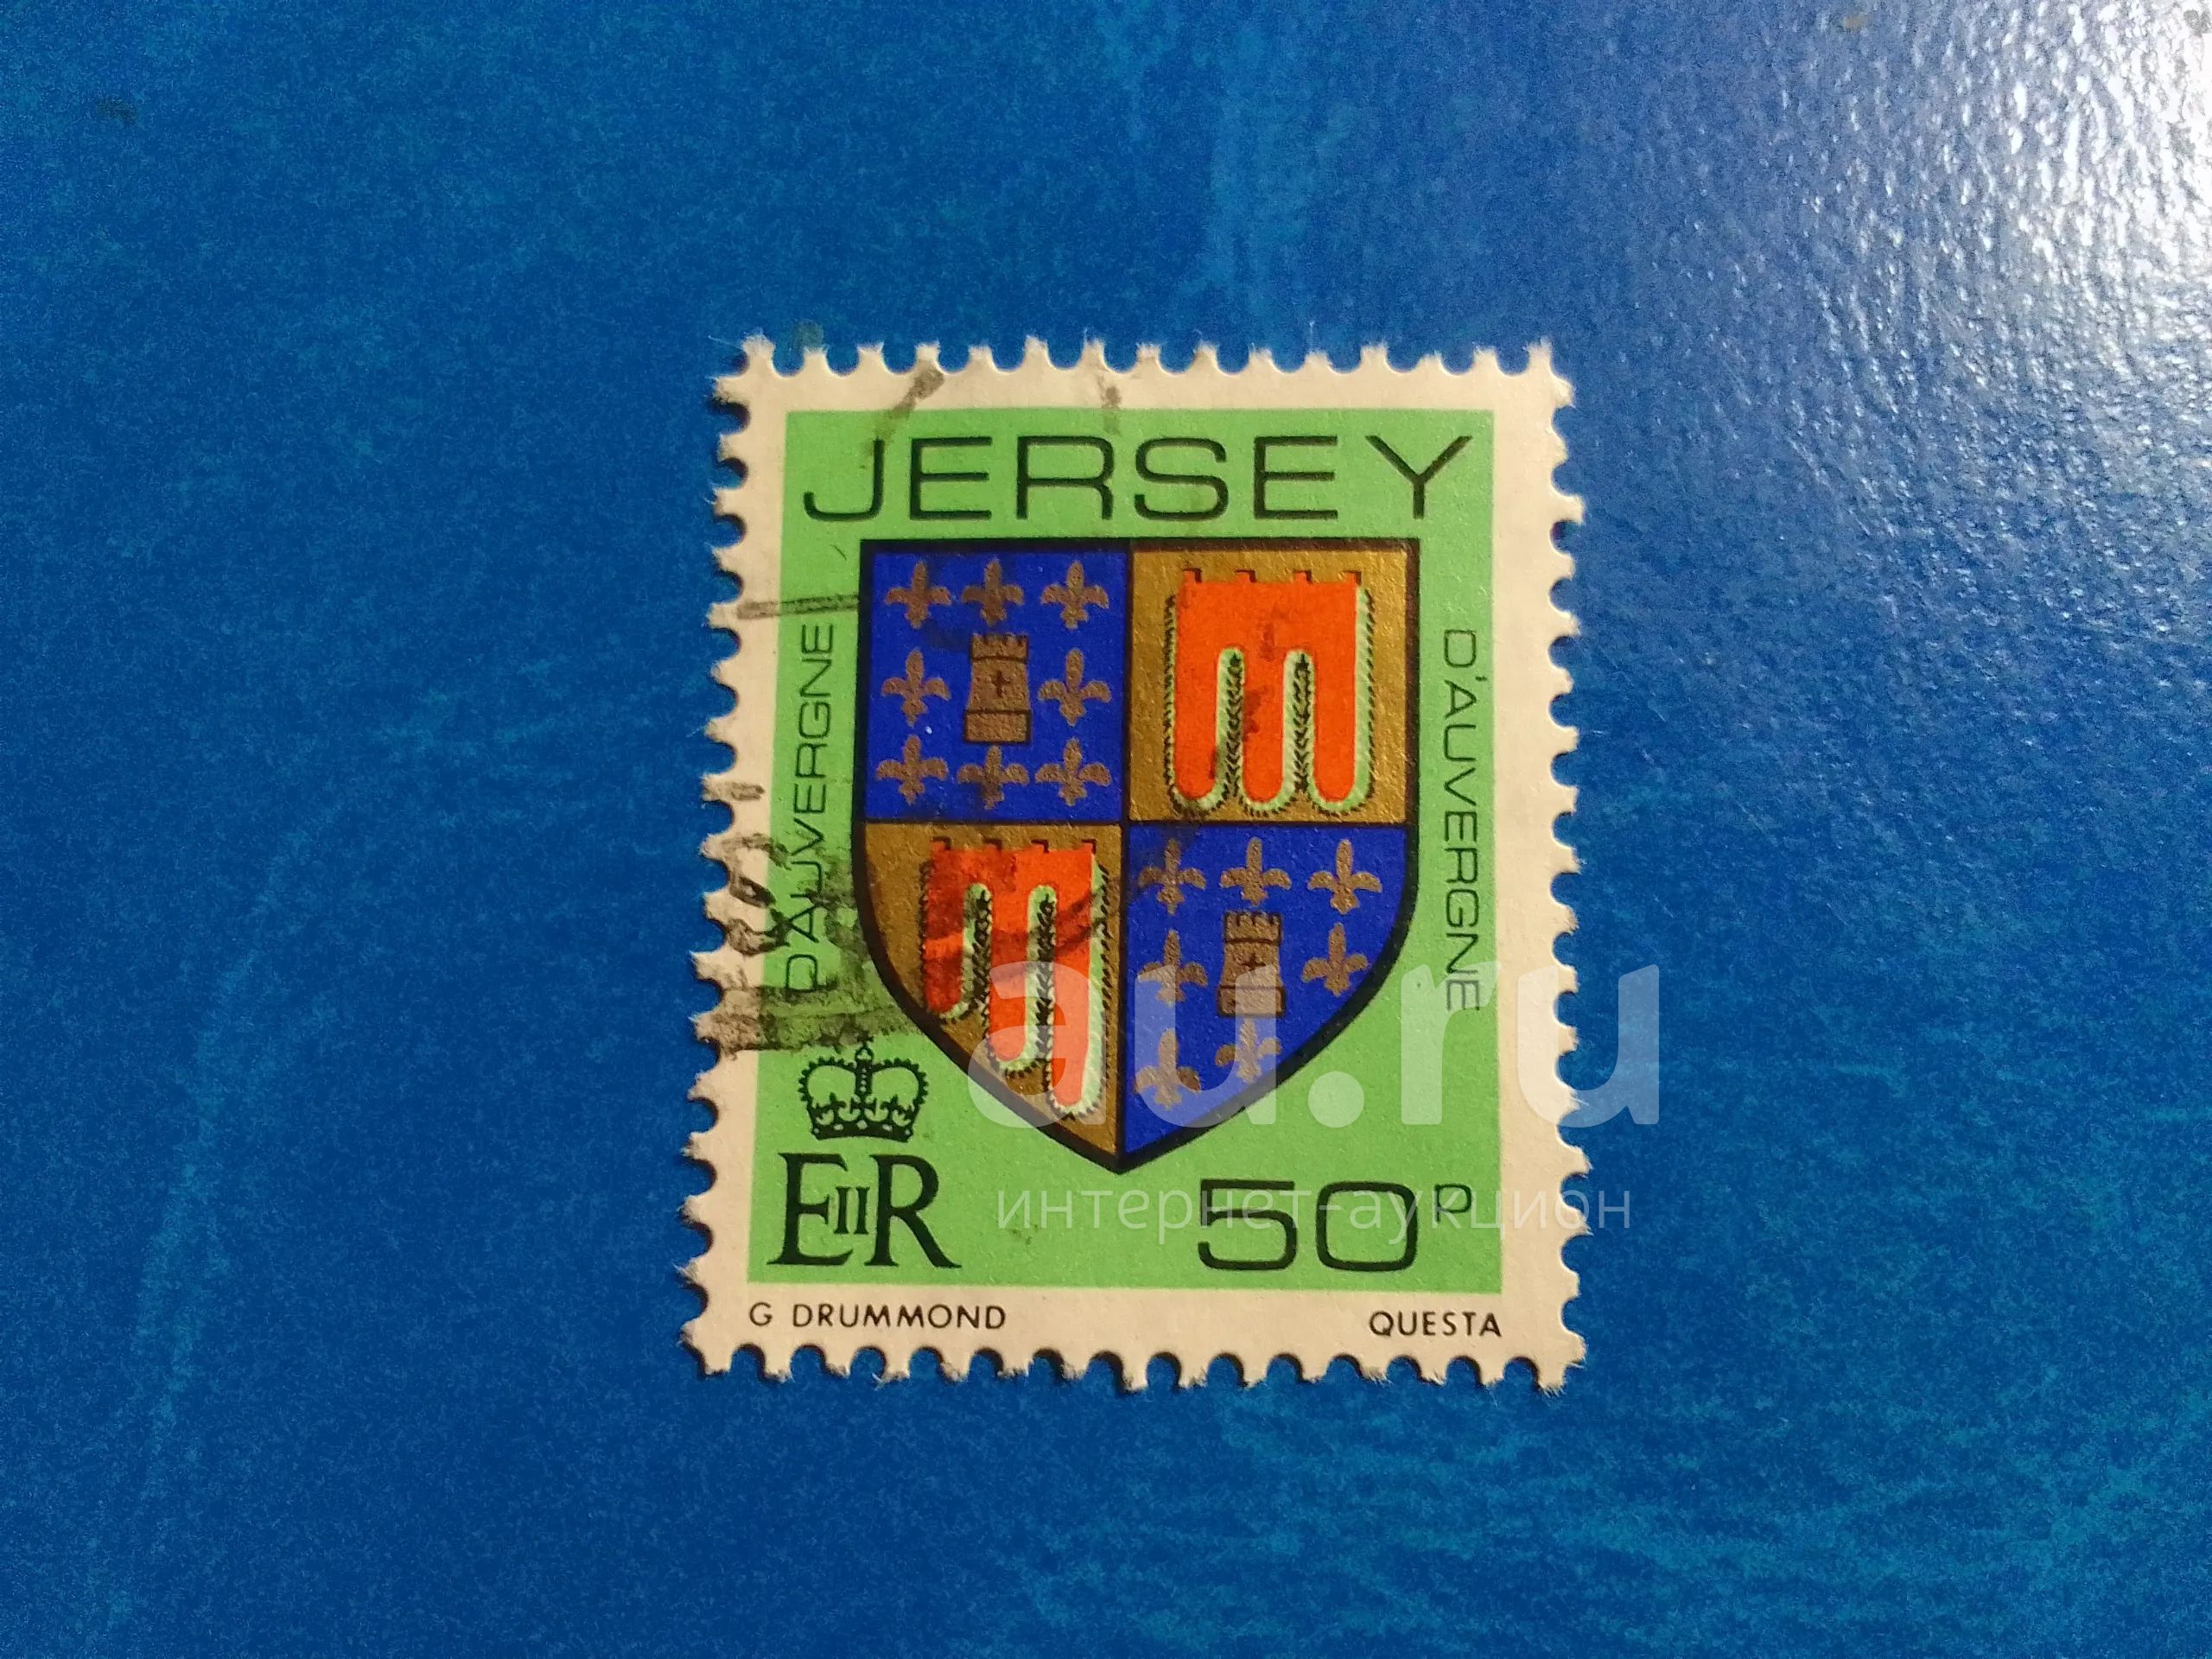 JERSEY
D'AUVERGNE
D'AUVERGNE
EIIR
50P
G DRUMMOND
QUESTA
au.ru
интернет-аукцион